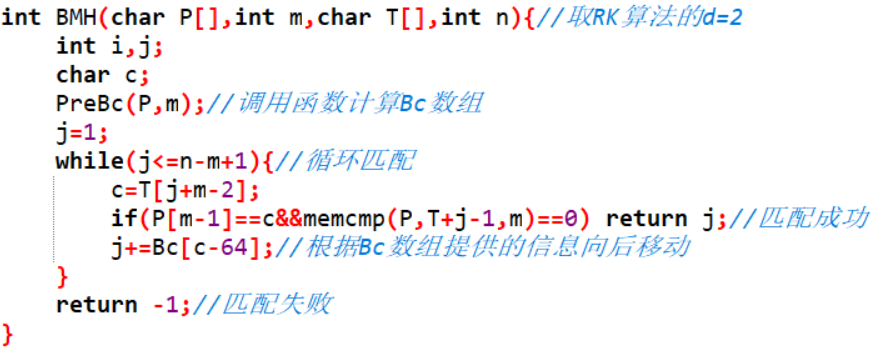 int BMH(char P[],int m,char T[],int n){//取RK算法的d=2
    int i,j;
    char c;
    PreBc(P,m);//调用函数计算Bc数组
    j=1;
    while(j<=n-m+1){//循环匹配
        c=T[j+m-2];
        if(P[m-1]==c&&memcmp(P,T+j-1,m)==0) return j;//匹配成功
        j+=Bc[c-64];//根据Bc数组提供的信息向后移动
    }
    return -1;//匹配失败
}